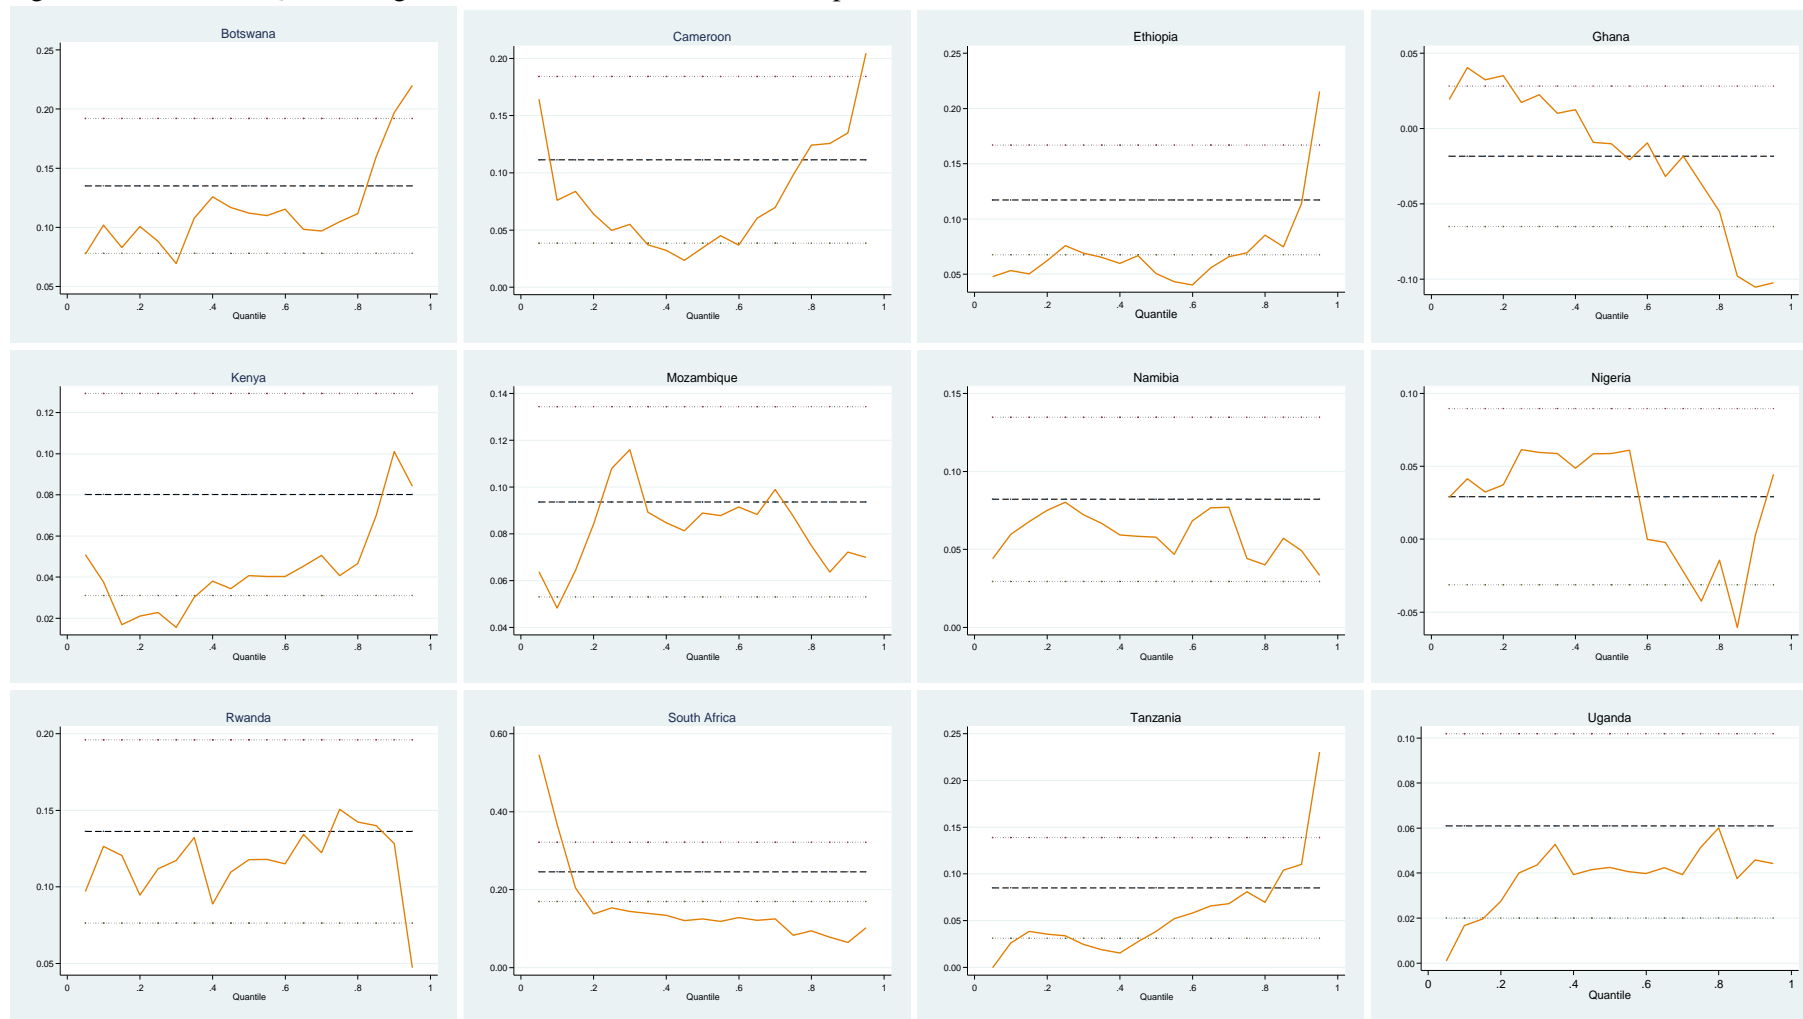 Botswana
0.25
0.20
0.15
0.10
0.05
0 .2 .4 .6 .8 1
Quantile
Cameroon
0.20
0.15
0.10
0.05
0.00
0 .2 .4 .6 .8 1
Quantile
Ethiopia
0.25
0.20
0.15
0.10
0.05
0 .2 .4 .6 .8 1
Quantile
Ghana
0.05
0.00
-0.05
-0.10
0 .2 .4 .6 .8 1
Quantile
Kenya
0.12
0.10
0.08
0.06
0.04
0.02
0 .2 .4 .6 .8 1
Quantile
Mozambique
0.14
0.12
0.10
0.08
0.06
0.04
0 .2 .4 .6 .8 1
Quantile
Namibia
0.15
0.10
0.05
0.00
0 .2 .4 .6 .8 1
Quantile
Nigeria
0.10
0.05
0.00
-0.05
0 .2 .4 .6 .8 1
Quantile
Rwanda
0.20
0.15
0.10
0.05
0 .2 .4 .6 .8 1
Quantile
South Africa
0.60
0.40
0.20
0.00
0 .2 .4 .6 .8 1
Quantile
Tanzania
0.25
0.20
0.15
0.10
0.05
0.00
0 .2 .4 .6 .8 1
Quantile
Uganda
0.10
0.08
0.06
0.04
0.02
0.00
0 .2 .4 .6 .8 1
Quantile